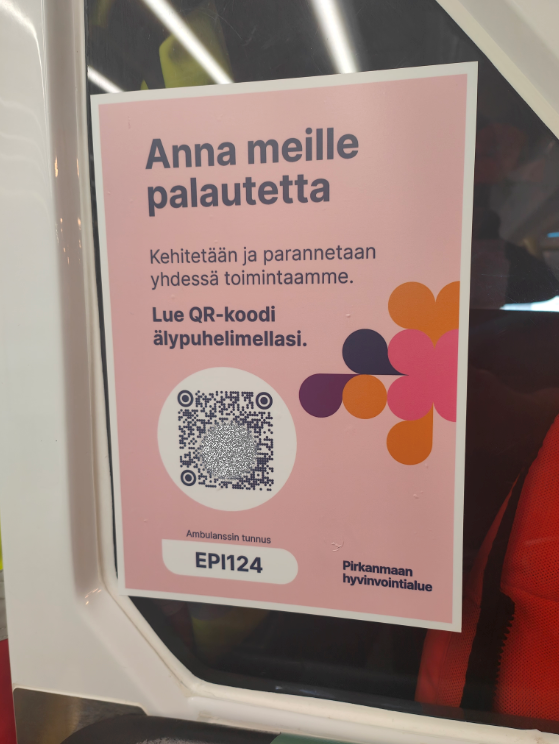 Anna meille
palautetta
Kehitetään ja parannetaan
yhdessä toimintaamme.
Lue QR-koodi
älypuhelimellasi.
Ambulanssin tunnus
EPI124
Pirkanmaan
hyvinvointialue